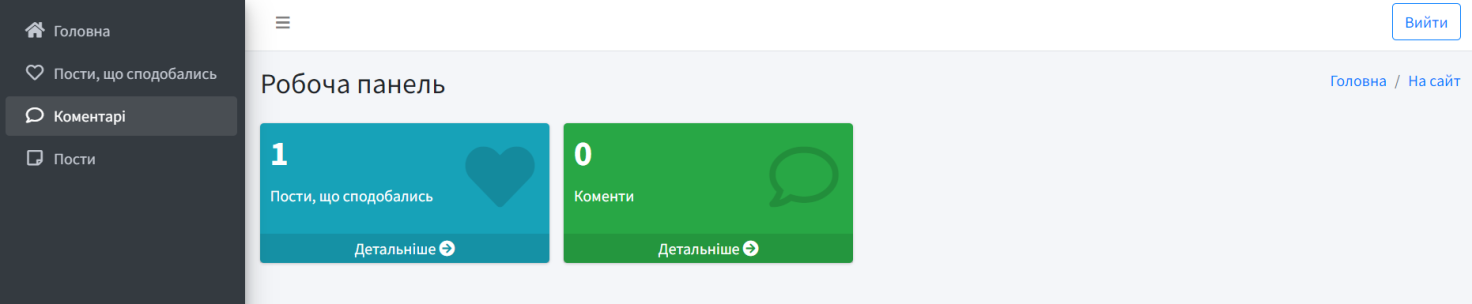 Головна
Пости, що сподобались
Коментарі
Пости
Вийти
Робоча панель
Головна / На сайт
1
Пости, що сподобались
Детальніше
0
Коменти
Детальніше